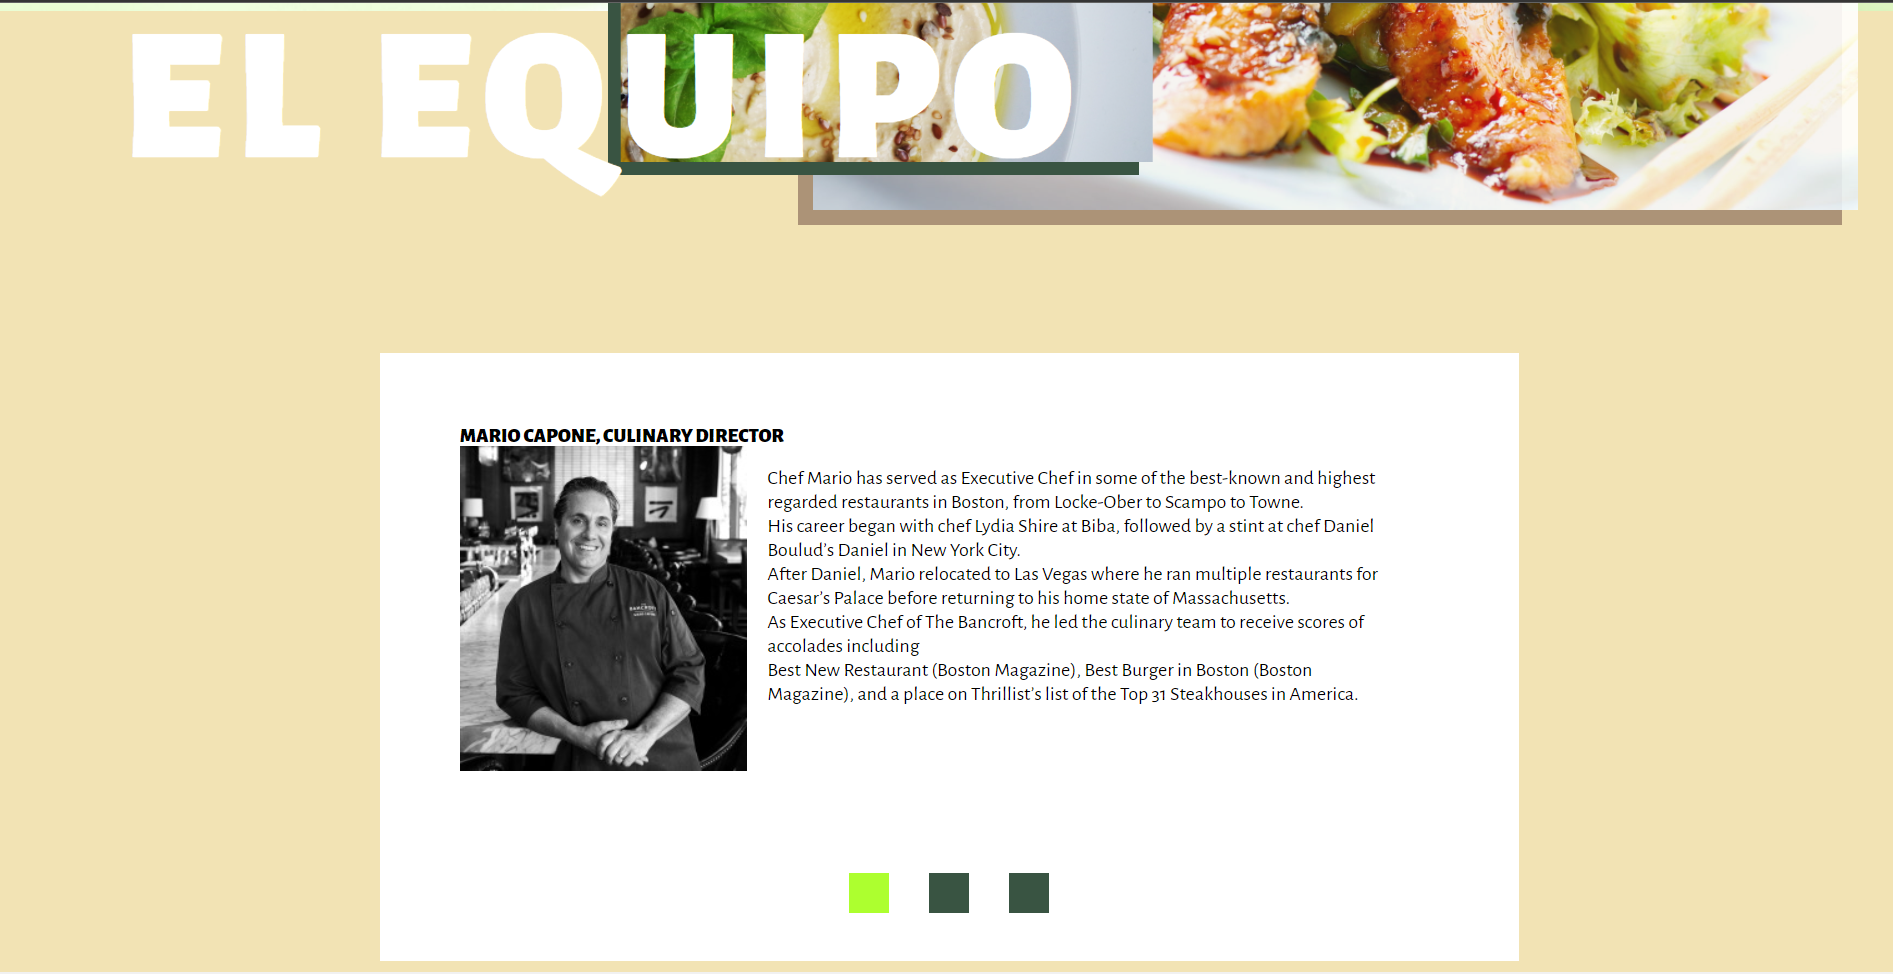 EL EQUIPO
MARIO CAPONE, CULINARY DIRECTOR
Chef Mario has served as Executive Chef in some of the best-known and highest
regarded restaurants in Boston, from Locke-Ober to Scampo to Towne.
His career began with chef Lydia Shire at Biba, followed by a stint at chef Daniel
Boulud’s Daniel in New York City.
After Daniel, Mario relocated to Las Vegas where he ran multiple restaurants for
Caesar’s Palace before returning to his home state of Massachusetts.
As Executive Chef of The Bancroft, he led the culinary team to receive scores of
accolades including
Best New Restaurant (Boston Magazine), Best Burger in Boston (Boston
Magazine), and a place on Thrillist’s list of the Top 31 Steakhouses in America.